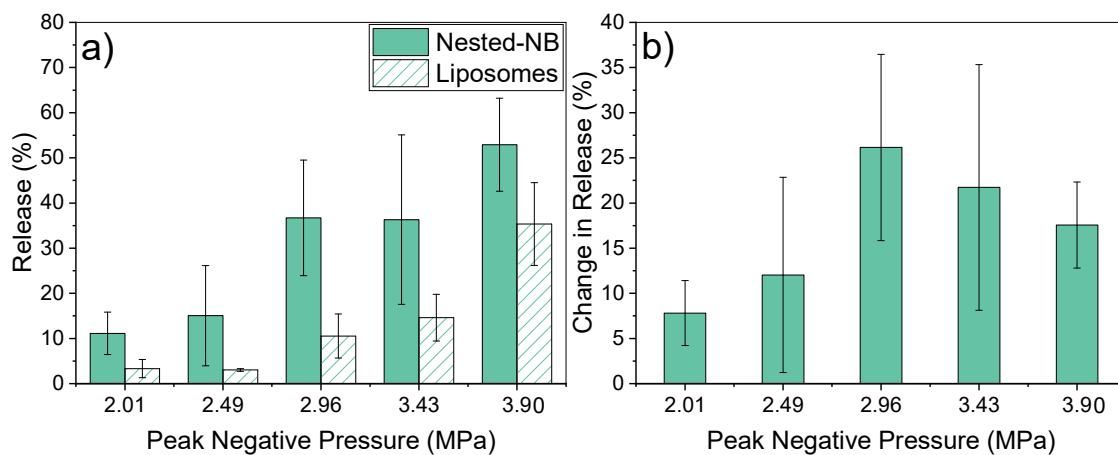 a)
Nested-NB
Liposomes
Release (%)
80
70
60
50
40
30
20
10
0
2.01 2.49 2.96 3.43 3.90
Peak Negative Pressure (MPa)
b)
Change in Release (%)
40
35
30
25
20
15
10
5
0
2.01 2.49 2.96 3.43 3.90
Peak Negative Pressure (MPa)